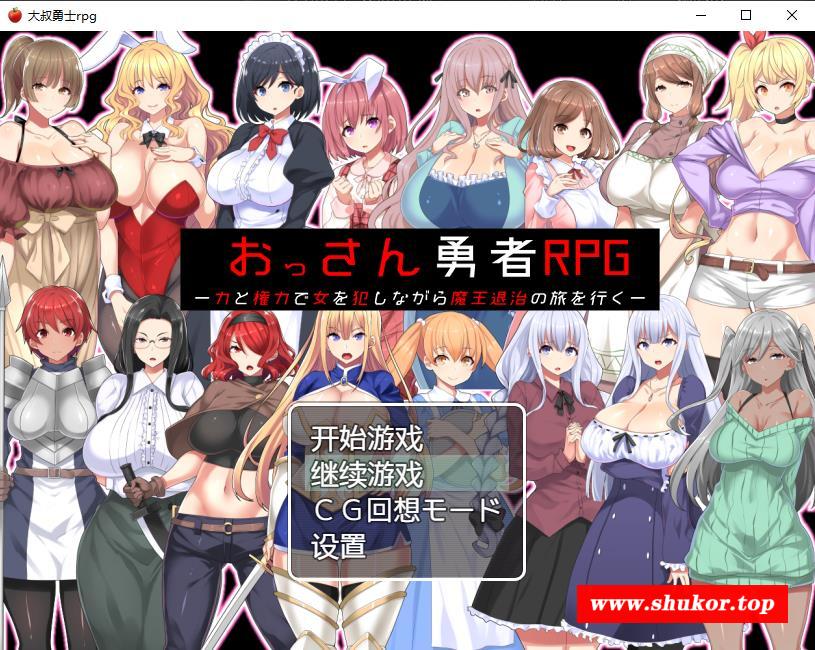 大叔勇士rpg
おっさん勇者RPG
ー力と権力で女を犯しながら魔王退治の旅を行くー
开始游戏
继续游戏
ＣＧ回想モード
设置
www.shukor.top